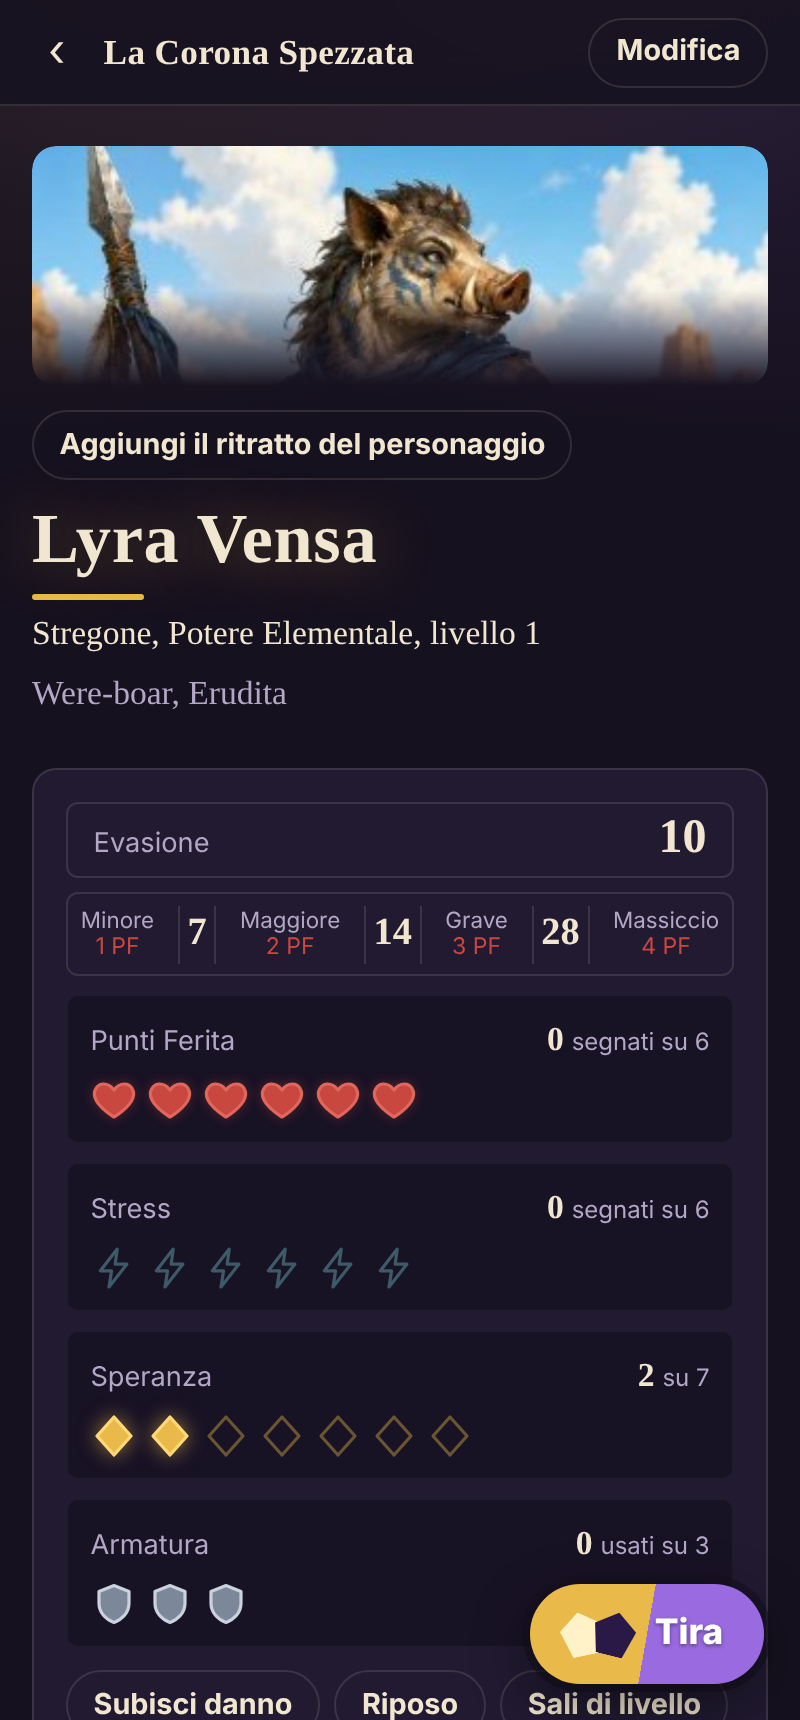 La Corona Spezzata
Modifica
Aggiungi il ritratto del personaggio
Lyra Vensa
Stregone, Potere Elementale, livello 1
Were-boar, Erudita
Evasione 10
Minore 7 Maggiore 14 Grave 28 Massiccio
1 PF 2 PF 3 PF 4 PF
Punti Ferita 0 segnati su 6
Stress 0 segnati su 6
Speranza 2 su 7
Armatura 0 usati su 3
Tira
Subisci danno Riposo Sali di livello